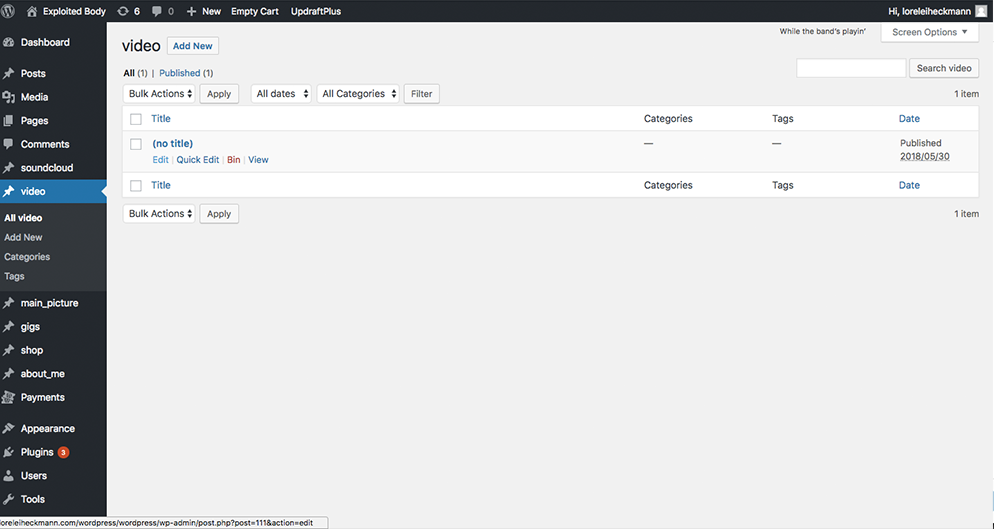 Exploited Body 6 0 New Empty Cart UpdraftPlus Hi, loreleiheckmann
While the band's playin'
Screen Options
Dashboard
Posts
Media
Pages
Comments
soundcloud
video
All video
Add New
Categories
Tags
main_picture
gigs
shop
about_me
Payments
Appearance
Plugins 3
Users
Tools
video Add New
All (1) | Published (1)
Search video
Bulk Actions Apply All dates All Categories Filter 1 item
Title Categories Tags Date
(no title) — — Published
Edit | Quick Edit | Bin | View 2018/05/30
Title Categories Tags Date
Bulk Actions Apply 1 item
loreleiheckmann.com/wordpress/wordpress/wp-admin/post.php?post=111&action=edit